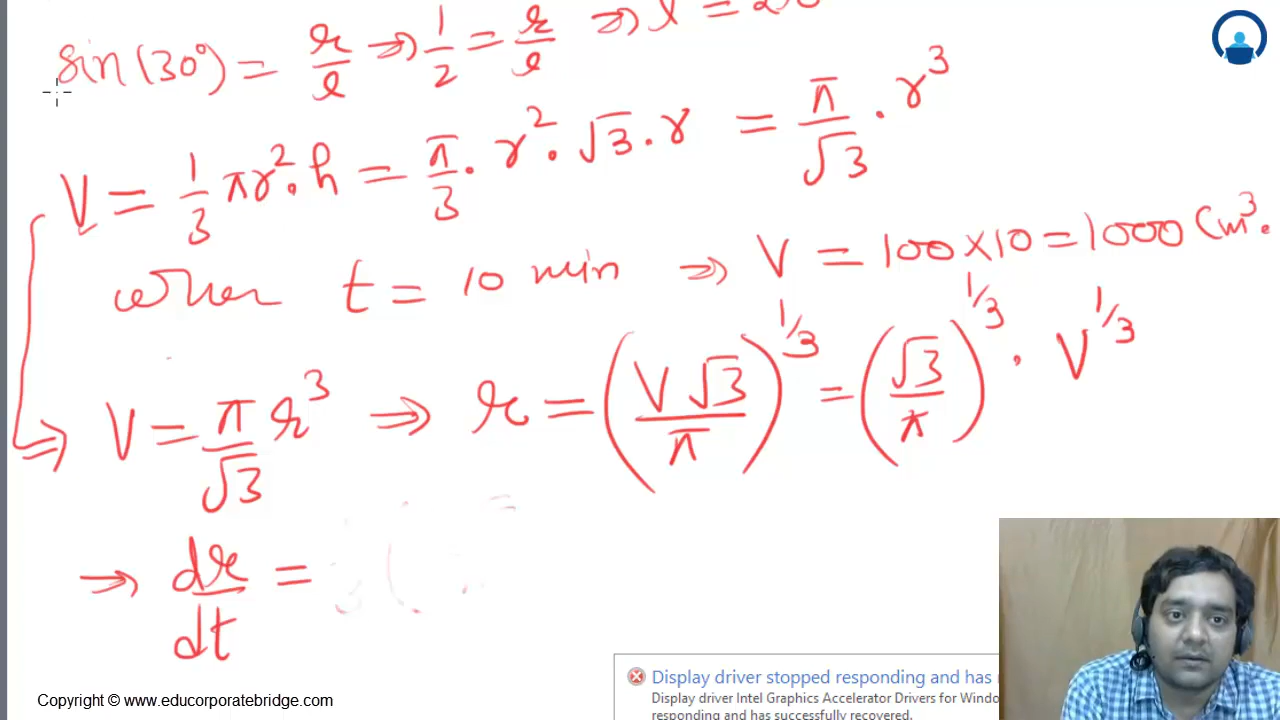 sin(30°) = r/l ⇒ 1/2 = r/l ⇒ l = 2
V = 1/3 πr²·h = π/3 · r²·√3·r = π/√3 · r³
when t = 10 min ⇒ V = 100×10 = 1000 Cm³.
⇒ V = π/√3 r³ ⇒ r = (V√3/π)^1/3 = (√3/π)^1/3 · V^1/3
⇒ dr/dt =
Display driver stopped responding and has
Display driver Intel Graphics Accelerator Drivers for
responding and has successfully recovered.
Copyright © www.educorporatebridge.com